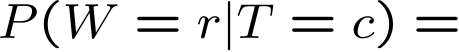 P(W = r|T = c) =